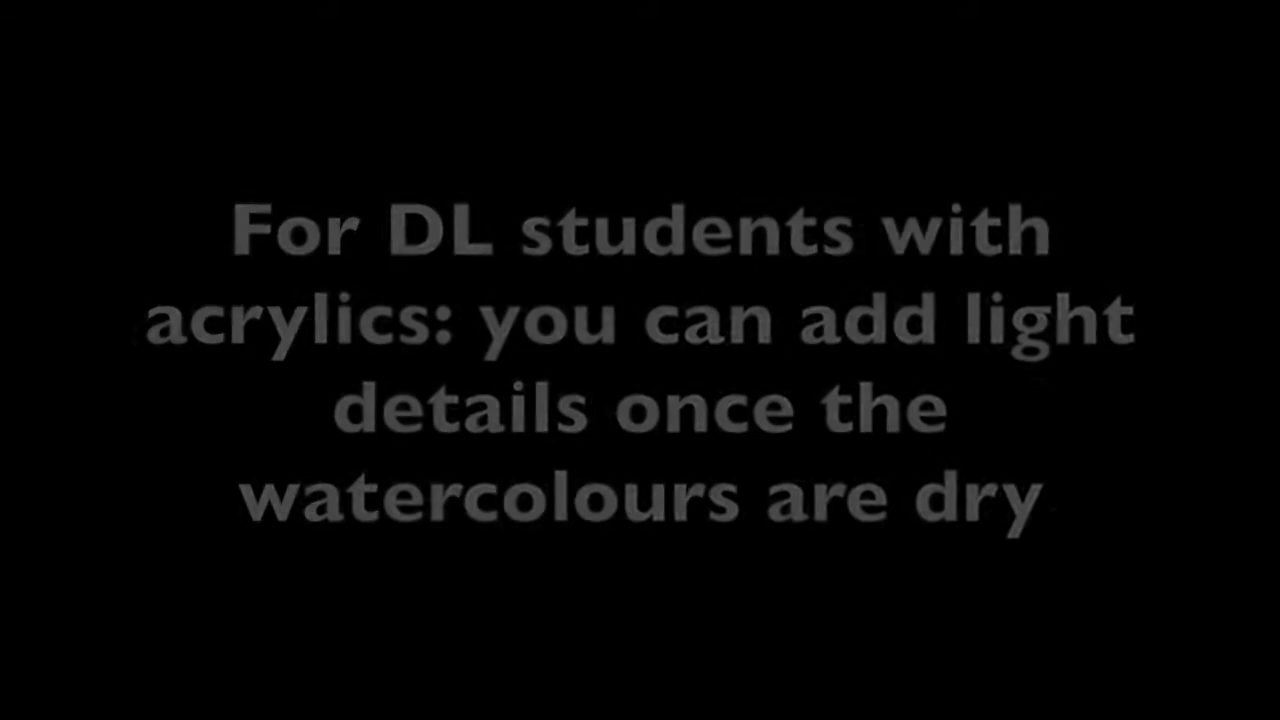 For DL students with
acrylics: you can add light
details once the
watercolours are dry